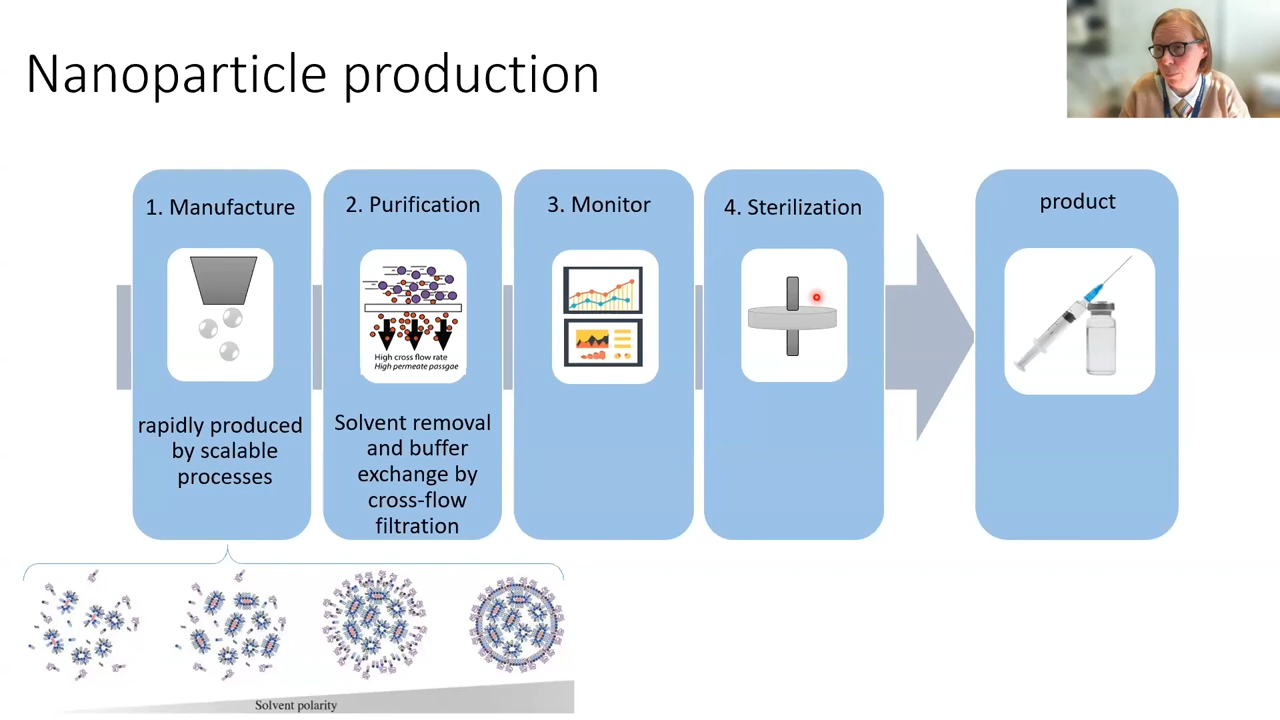 Nanoparticle production
1. Manufacture
rapidly produced
by scalable
processes
2. Purification
High cross flow rate
High permeate passgae
Solvent removal
and buffer
exchange by
cross-flow
filtration
3. Monitor
4. Sterilization
product
Solvent polarity